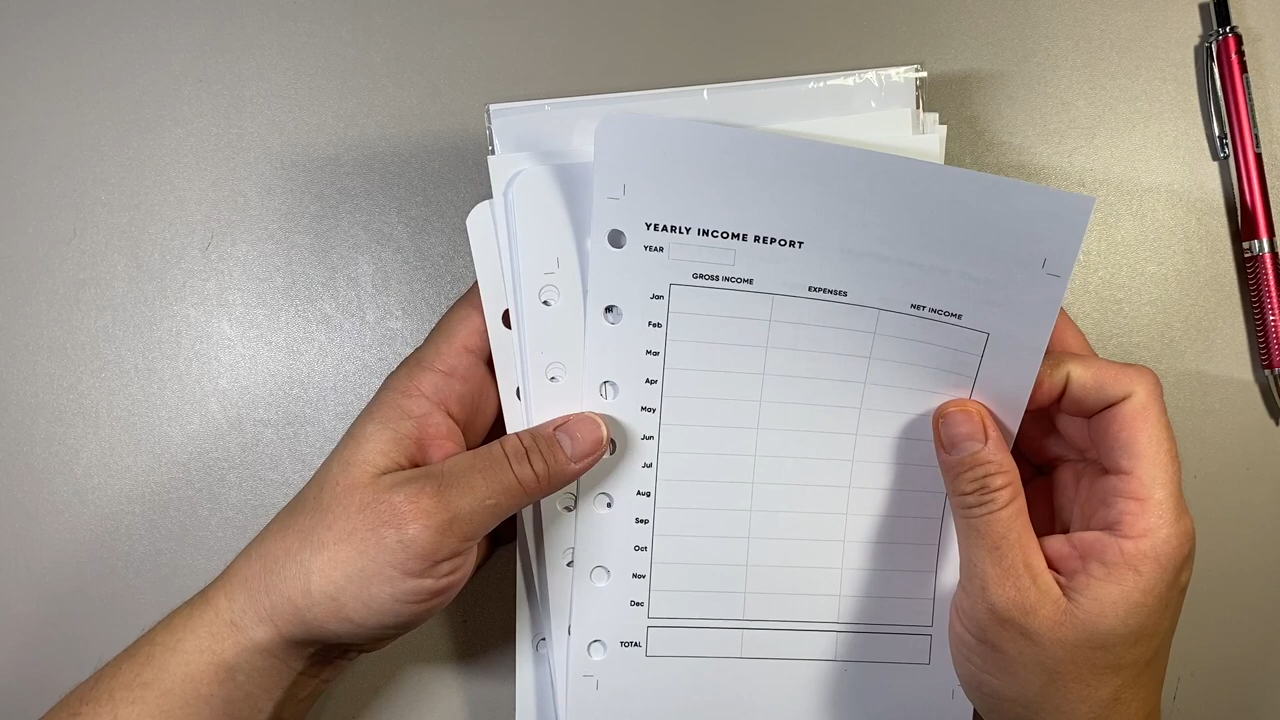 YEARLY INCOME REPORT
YEAR
GROSS INCOME EXPENSES NET INCOME
Jan
Feb
Mar
Apr
May
Jun
Jul
Aug
Sep
Oct
Nov
Dec
TOTAL